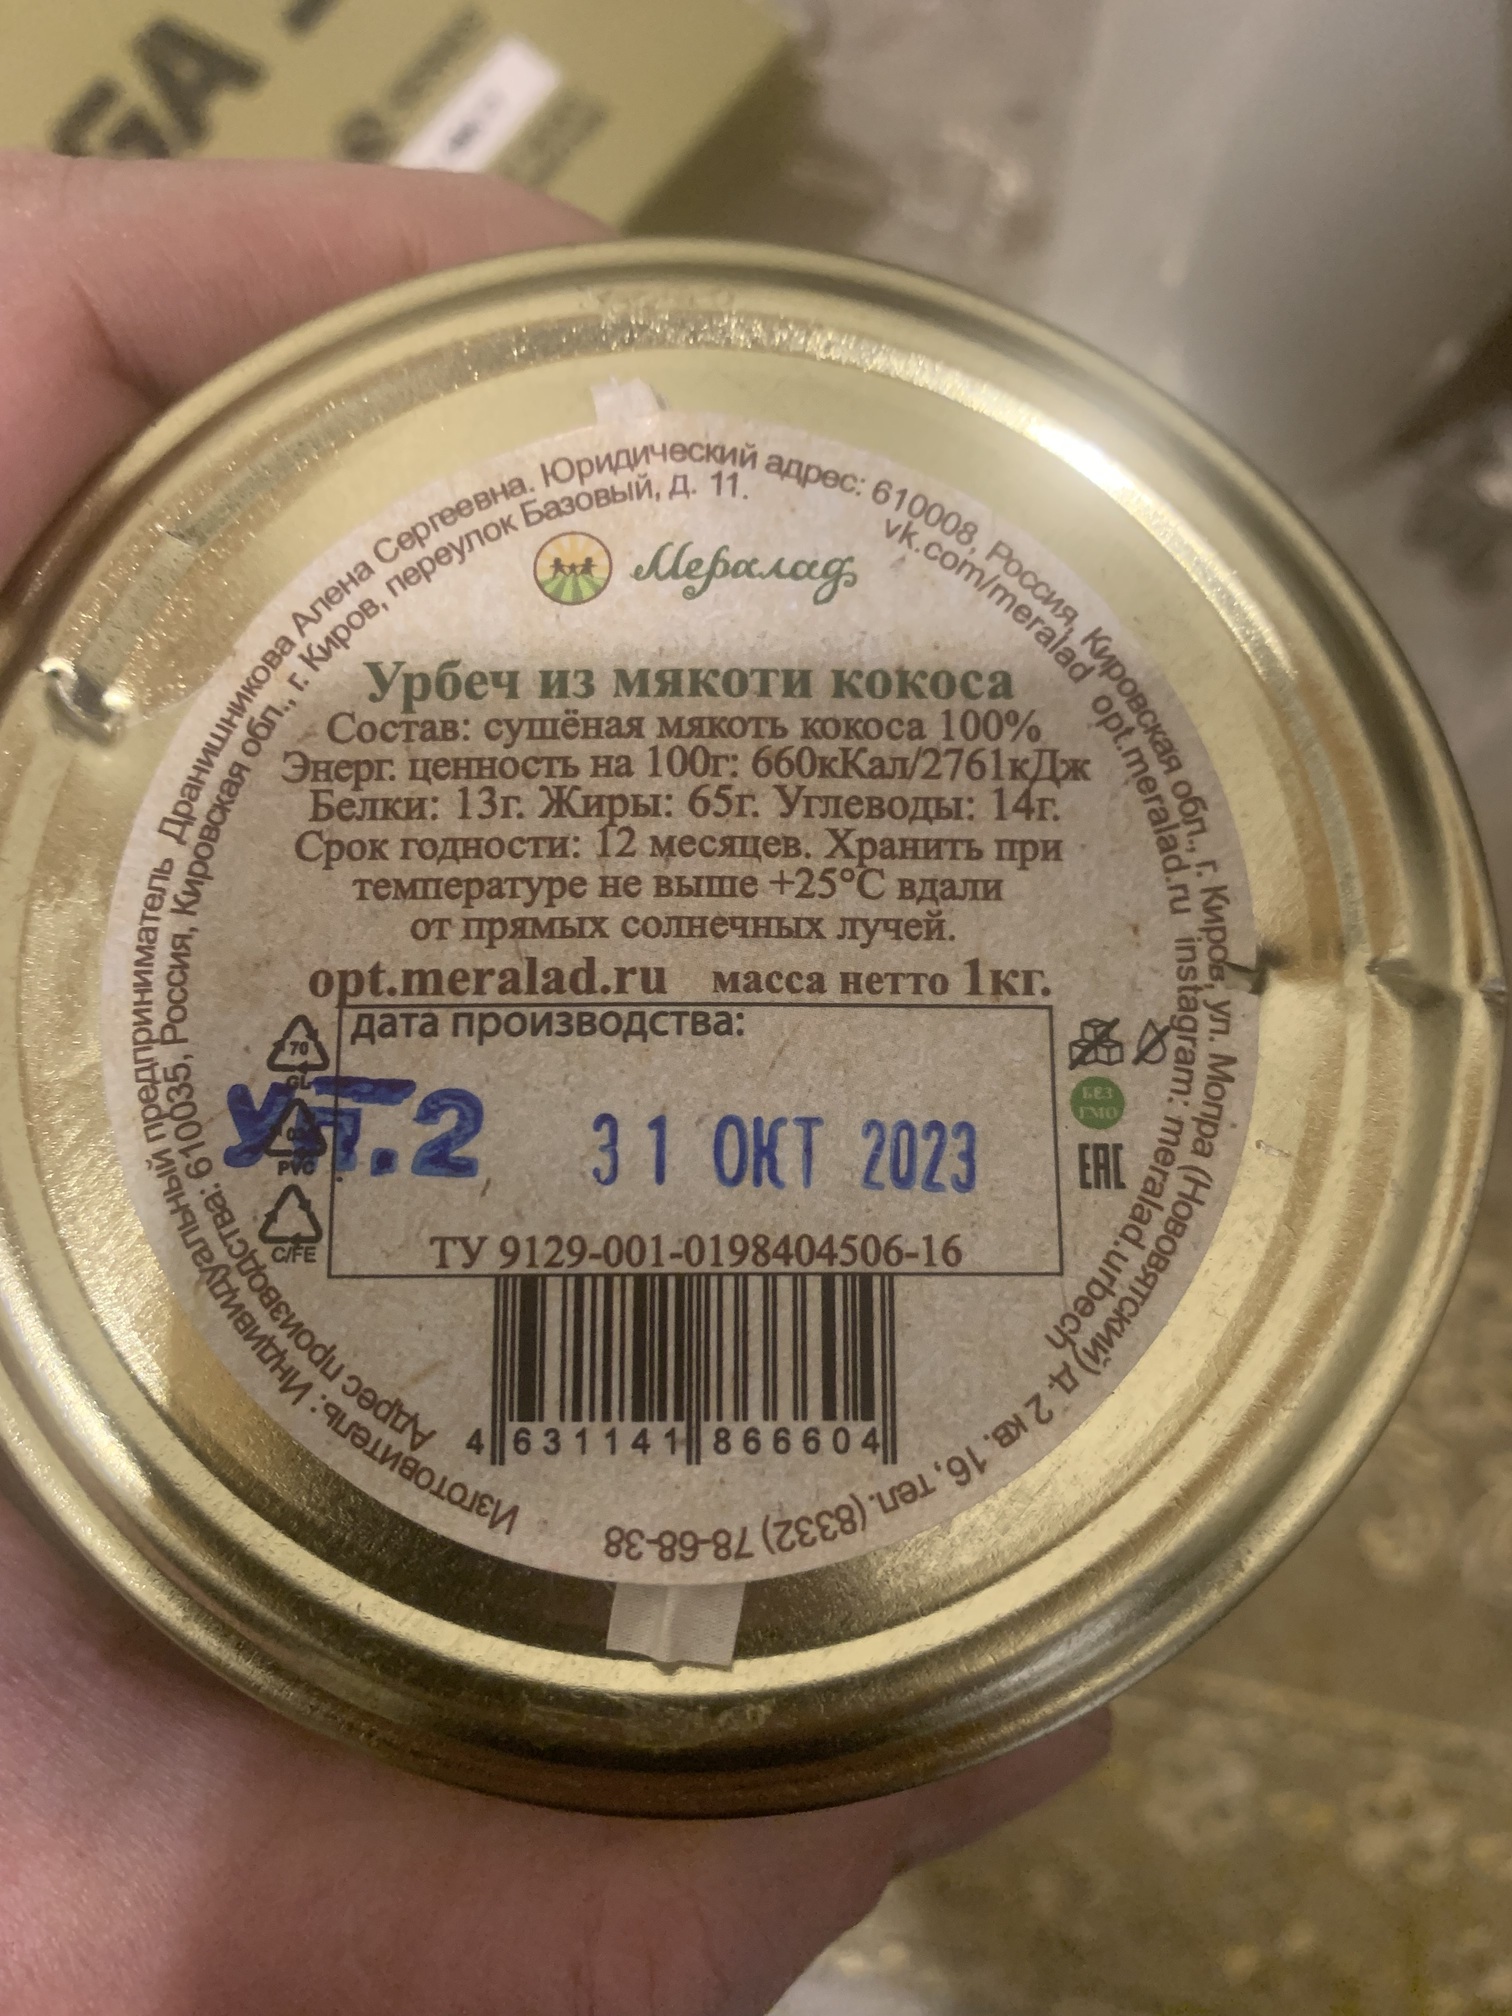 GA
Изготовитель: Индивидуальный предприниматель Дранишникова Алена Сергеевна. Юридический адрес: 610008, Россия, Кировская обл., г. Киров, ул. Мопра (Нововятский) д. 2 кв. 16, тел. (8332) 78-68-38
Адрес производства: 610035, Россия, Кировская обл., г. Киров, переулок Базовый, д. 11.
vk.com/meralad opt.meralad.ru instagram: meralad.urbech
Мералад
Урбеч из мякоти кокоса
Состав: сушёная мякоть кокоса 100%
Энерг. ценность на 100г: 660кКал/2761кДж
Белки: 13г. Жиры: 65г. Углеводы: 14г.
Срок годности: 12 месяцев. Хранить при
температуре не выше +25°С вдали
от прямых солнечных лучей.
opt.meralad.ru масса нетто 1кг.
дата производства:
70
GL
УП.2
31 ОКТ 2023
PVC
C/FE
БЕЗ
ГМО
EAC
ТУ 9129-001-0198404506-16
4 631141 866604